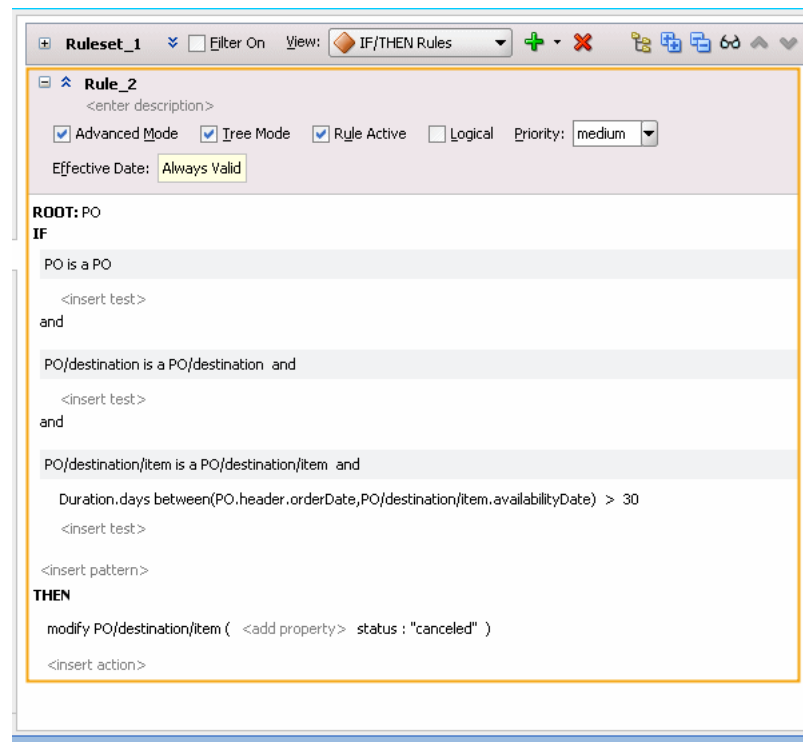 Ruleset_1 Filter On View: IF/THEN Rules
Rule_2
<enter description>
Advanced Mode Tree Mode Rule Active Logical Priority: medium
Effective Date: Always Valid
ROOT: PO
IF
PO is a PO
<insert test>
and
PO/destination is a PO/destination and
<insert test>
and
PO/destination/item is a PO/destination/item and
Duration.days between(PO.header.orderDate,PO/destination/item.availabilityDate) > 30
<insert test>
<insert pattern>
THEN
modify PO/destination/item ( <add property> status : "canceled" )
<insert action>